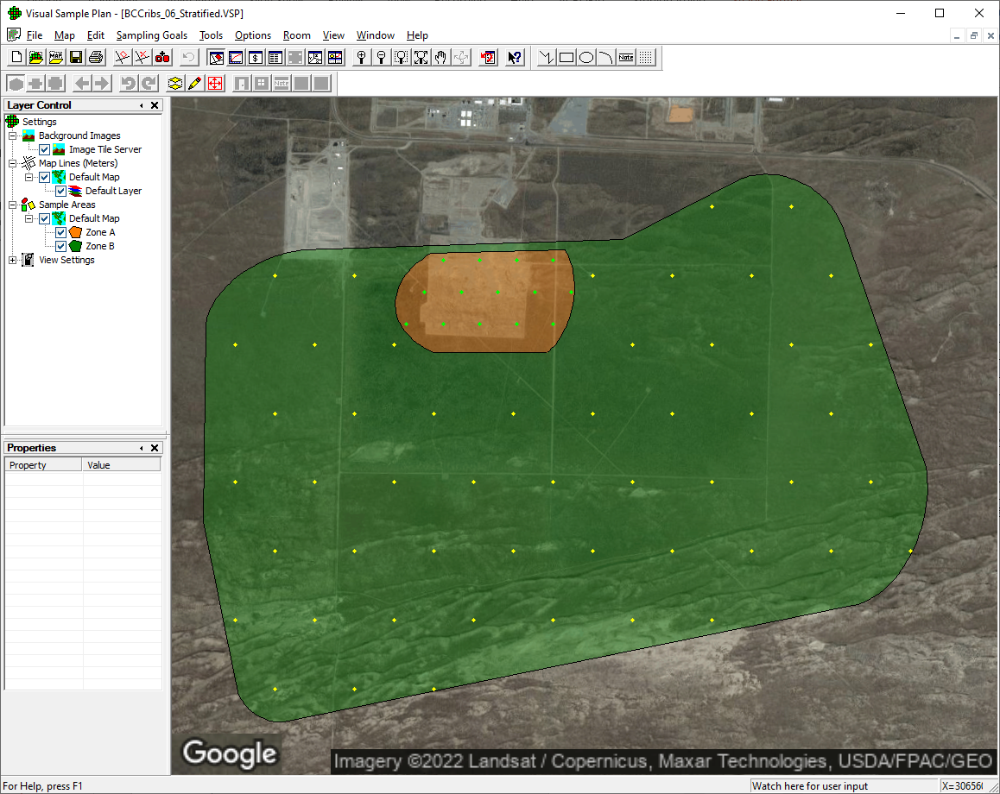 Visual Sample Plan - [BCCribs_06_Stratified.VSP]
File Map Edit Sampling Goals Tools Options Room View Window Help
MAP Note
Note
Layer Control
Settings
Background Images
Image Tile Server
Map Lines (Meters)
Default Map
Default Layer
Sample Areas
Default Map
Zone A
Zone B
View Settings
Properties
Property Value
Google
Imagery ©2022 Landsat / Copernicus, Maxar Technologies, USDA/FPAC/GEO
For Help, press F1 Watch here for user input